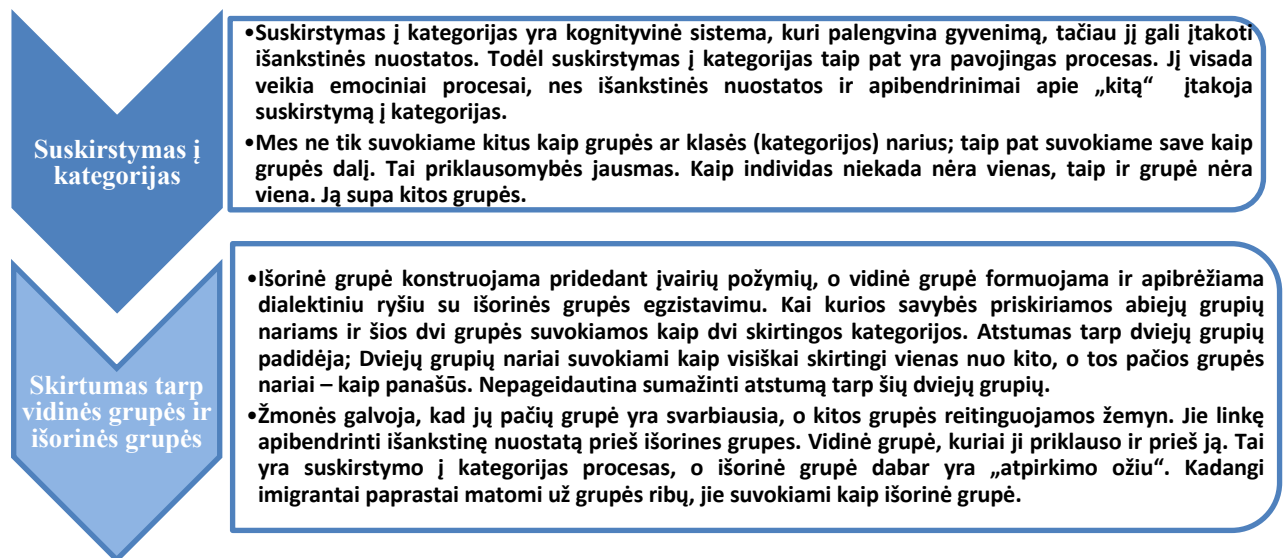 Suskirstymas į
kategorijas
•Suskirstymas į kategorijas yra kognityvinė sistema, kuri palengvina gyvenimą, tačiau jį gali įtakoti
išankstinės nuostatos. Todėl suskirstymas į kategorijas taip pat yra pavojingas procesas. Jį visada
veikia emociniai procesai, nes išankstinės nuostatos ir apibendrinimai apie „kitą“ įtakoja
suskirstymą į kategorijas.
•Mes ne tik suvokiame kitus kaip grupės ar klasės (kategorijos) narius; taip pat suvokiame save kaip
grupės dalį. Tai priklausomybės jausmas. Kaip individas niekada nėra vienas, taip ir grupė nėra
viena. Ją supa kitos grupės.
Skirtumas tarp
vidinės grupės ir
išorinės grupės
•Išorinė grupė konstruojama pridedant įvairių požymių, o vidinė grupė formuojama ir apibrėžiama
dialektiniu ryšiu su išorinės grupės egzistavimu. Kai kurios savybės priskiriamos abiejų grupių
nariams ir šios dvi grupės suvokiamos kaip dvi skirtingos kategorijos. Atstumas tarp dviejų grupių
padidėja; Dviejų grupių nariai suvokiami kaip visiškai skirtingi vienas nuo kito, o tos pačios grupės
nariai – kaip panašūs. Nepageidautina sumažinti atstumą tarp šių dviejų grupių.
•Žmonės galvoja, kad jų pačių grupė yra svarbiausia, o kitos grupės reitinguojamos žemyn. Jie linkę
apibendrinti išankstinę nuostatą prieš išorines grupes. Vidinė grupė, kuriai ji priklauso ir prieš ją. Tai
yra suskirstymo į kategorijas procesas, o išorinė grupė dabar yra „atpirkimo ožiu“. Kadangi
imigrantai paprastai matomi už grupės ribų, jie suvokiami kaip išorinė grupė.